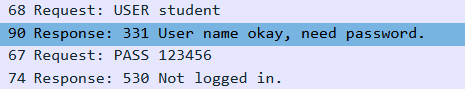 68 Request: USER student
90 Response: 331 User name okay, need password.
67 Request: PASS 123456
74 Response: 530 Not logged in.